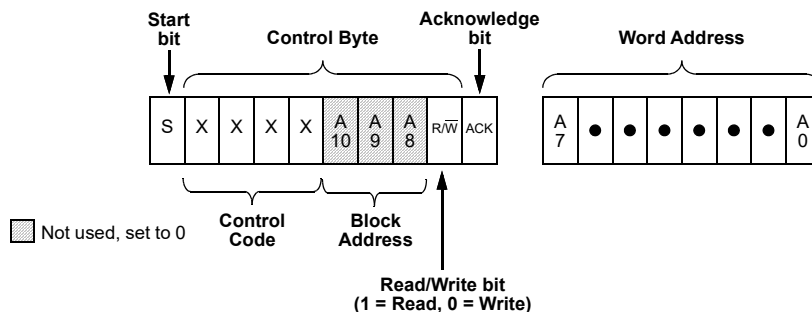 Start
bit
Control Byte
Acknowledge
bit
Word Address
S X X X X A
10 A
9 A
8 R/W̅ ACK
A
7 ● ● ● ● ● ● A
0
Control
Code
Block
Address
Not used, set to 0
Read/Write bit
(1 = Read, 0 = Write)